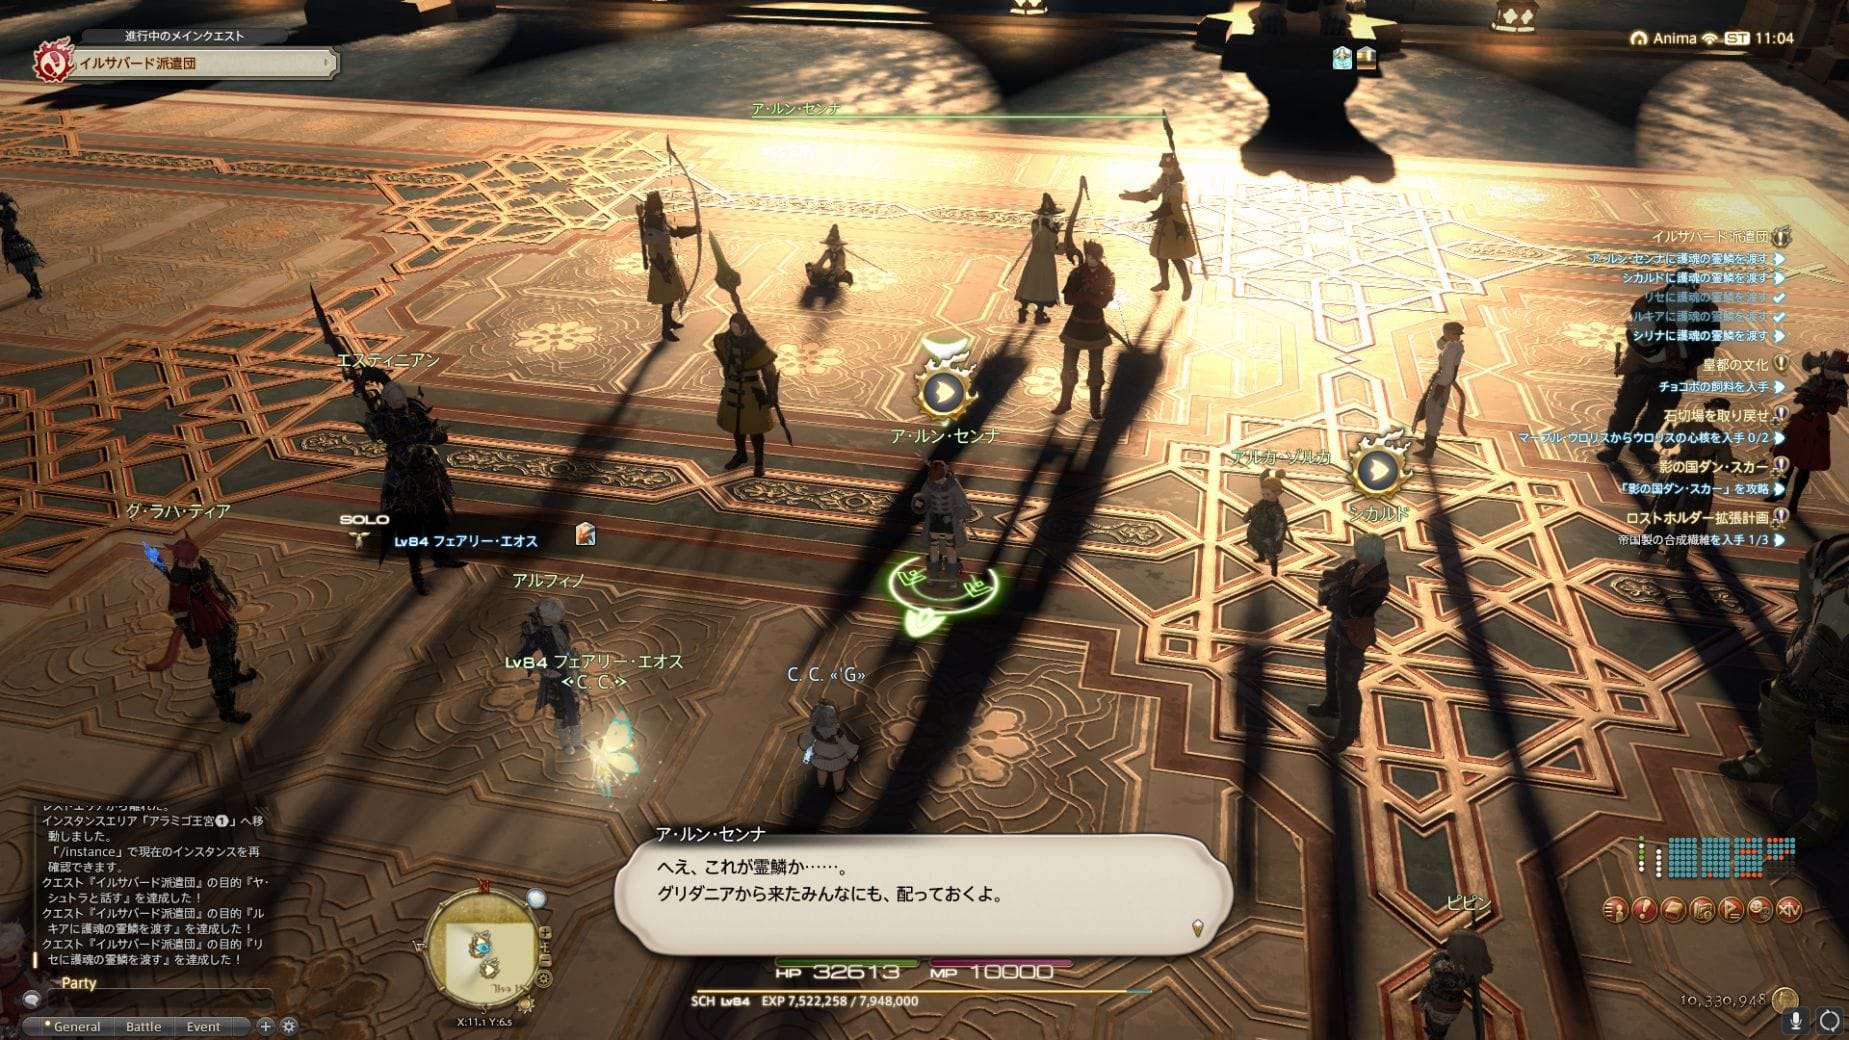 進行中のメインクエスト
イルサバード派遣団
Anima ST 11:04
ア・ルン・センナ
イルサバード派遣団
ア・ルン・センナに護魂の霊鱗を渡す
シカルドに護魂の霊鱗を渡す
リセに護魂の霊鱗を渡す
ルキアに護魂の霊鱗を渡す
シリナに護魂の霊鱗を渡す
皇都の文化
チョコボの飼料を入手
石切場を取り戻せ
マーブル・ウロリスからウロリスの心核を入手 0/2
影の国ダン・スカー
「影の国ダン・スカー」を攻略
ロストホルダー拡張計画
帝国製の合成繊維を入手 1/3
エスティニアン
ア・ルン・センナ
アルカ・ゾルカ
シカルド
グ・ラハ・ティア
SOLO
Lv84 フェアリー・エオス
アルフィノ
Lv84 フェアリー・エオス
<C. C.>
C. C. «'G»
レストエリアから離れた。
インスタンスエリア「アラミゴ王宮1」へ移
動しました。
「/instance」で現在のインスタンスを再
確認できます。
クエスト『イルサバード派遣団』の目的『ヤ・
シュトラと話す』を達成した！
クエスト『イルサバード派遣団』の目的『ル
キアに護魂の霊鱗を渡す』を達成した！
クエスト『イルサバード派遣団』の目的『リ
セに護魂の霊鱗を渡す』を達成した！
Party
General Battle Event
X:11.1 Y:6.5
ア・ルン・センナ
へえ、これが霊鱗か……。
グリダニアから来たみんなにも、配っておくよ。
HP 32613 MP 10000
SCH Lv84 EXP 7,522,258 / 7,948,000
ピピン
XIV
10,330,948